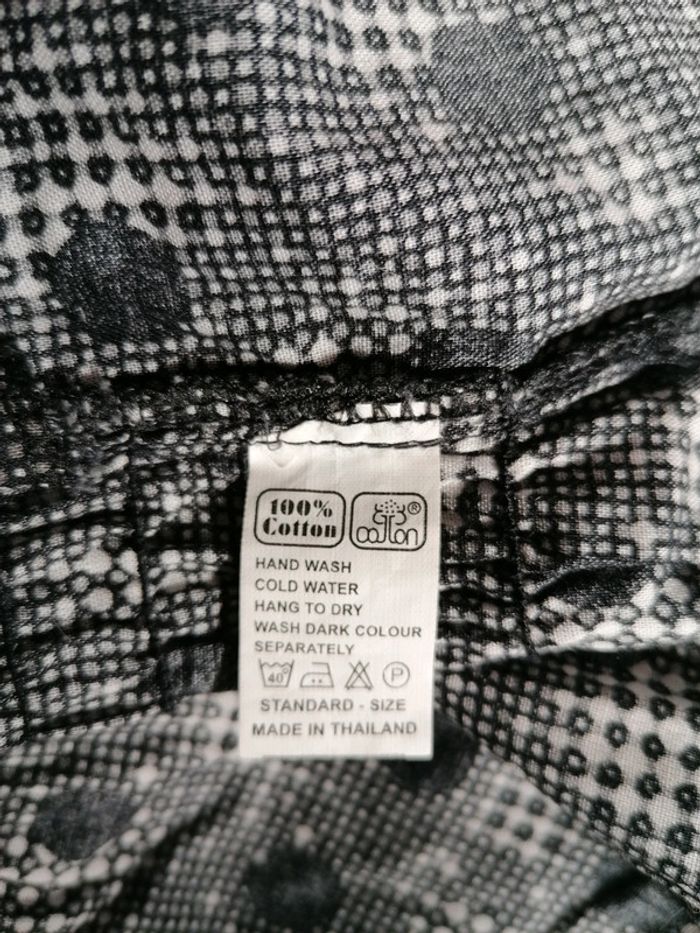 100%
Cotton
cotton®
HAND WASH
COLD WATER
HANG TO DRY
WASH DARK COLOUR
SEPARATELY
40° P
STANDARD - SIZE
MADE IN THAILAND